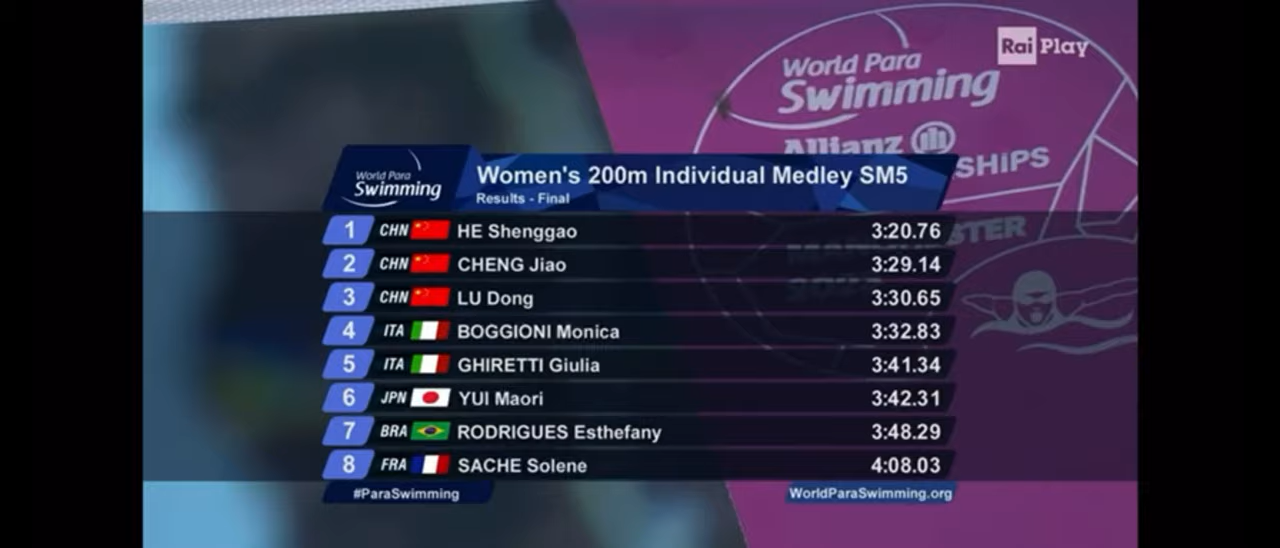 Rai Play
World Para
Swimming
Allianz
SHIPS
World Para
Swimming
Women's 200m Individual Medley SM5
Results - Final
1 CHN HE Shenggao 3:20.76
2 CHN CHENG Jiao 3:29.14
3 CHN LU Dong 3:30.65
4 ITA BOGGIONI Monica 3:32.83
5 ITA GHIRETTI Giulia 3:41.34
6 JPN YUI Maori 3:42.31
7 BRA RODRIGUES Esthefany 3:48.29
8 FRA SACHE Solene 4:08.03
#ParaSwimming
WorldParaSwimming.org